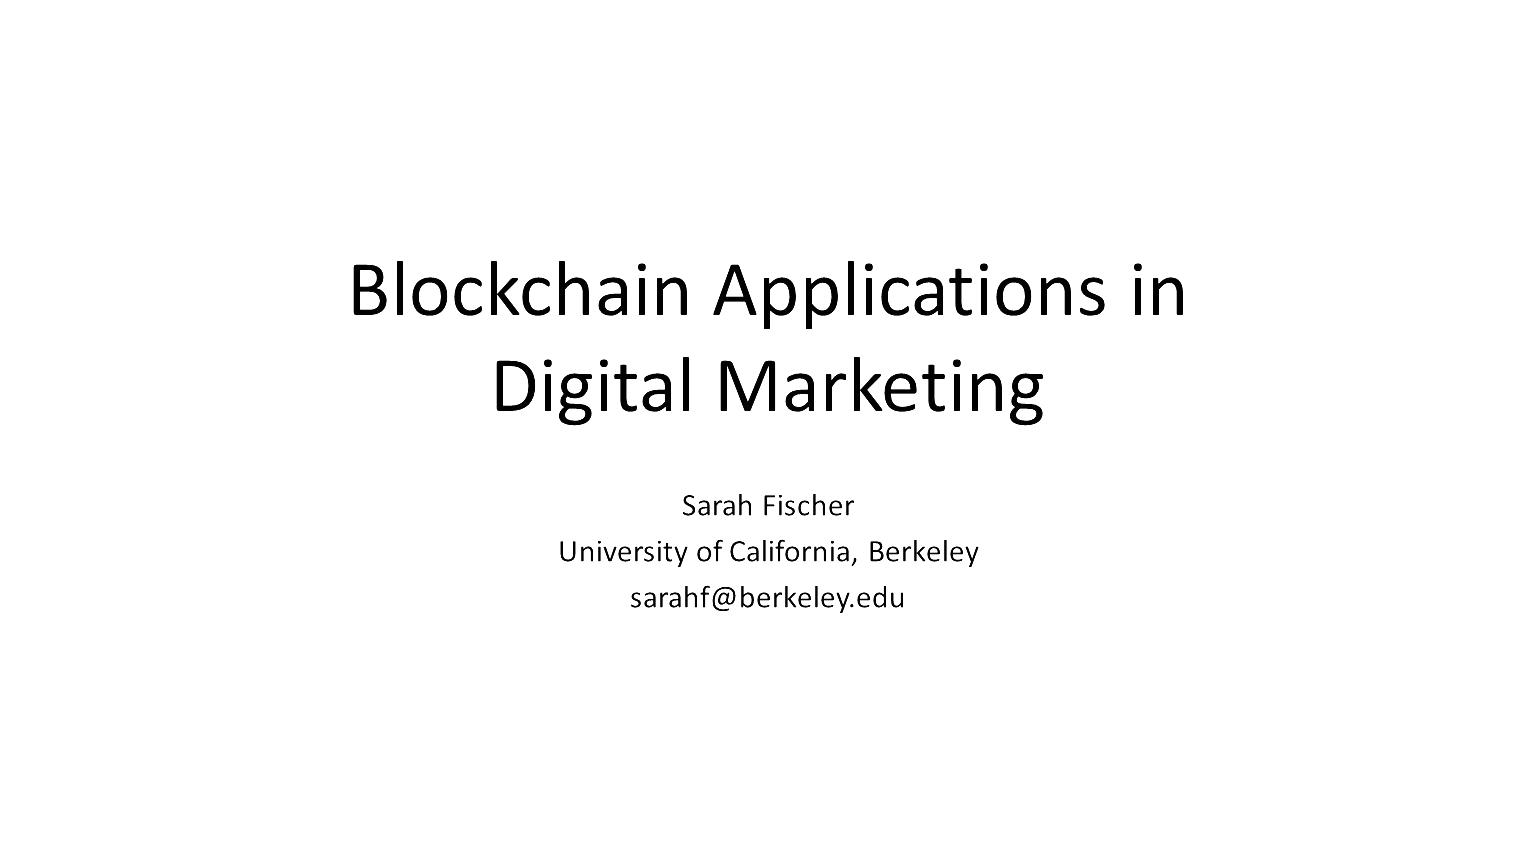 Blockchain Applications in
Digital Marketing
Sarah Fischer
University of California, Berkeley
sarahf@berkeley.edu